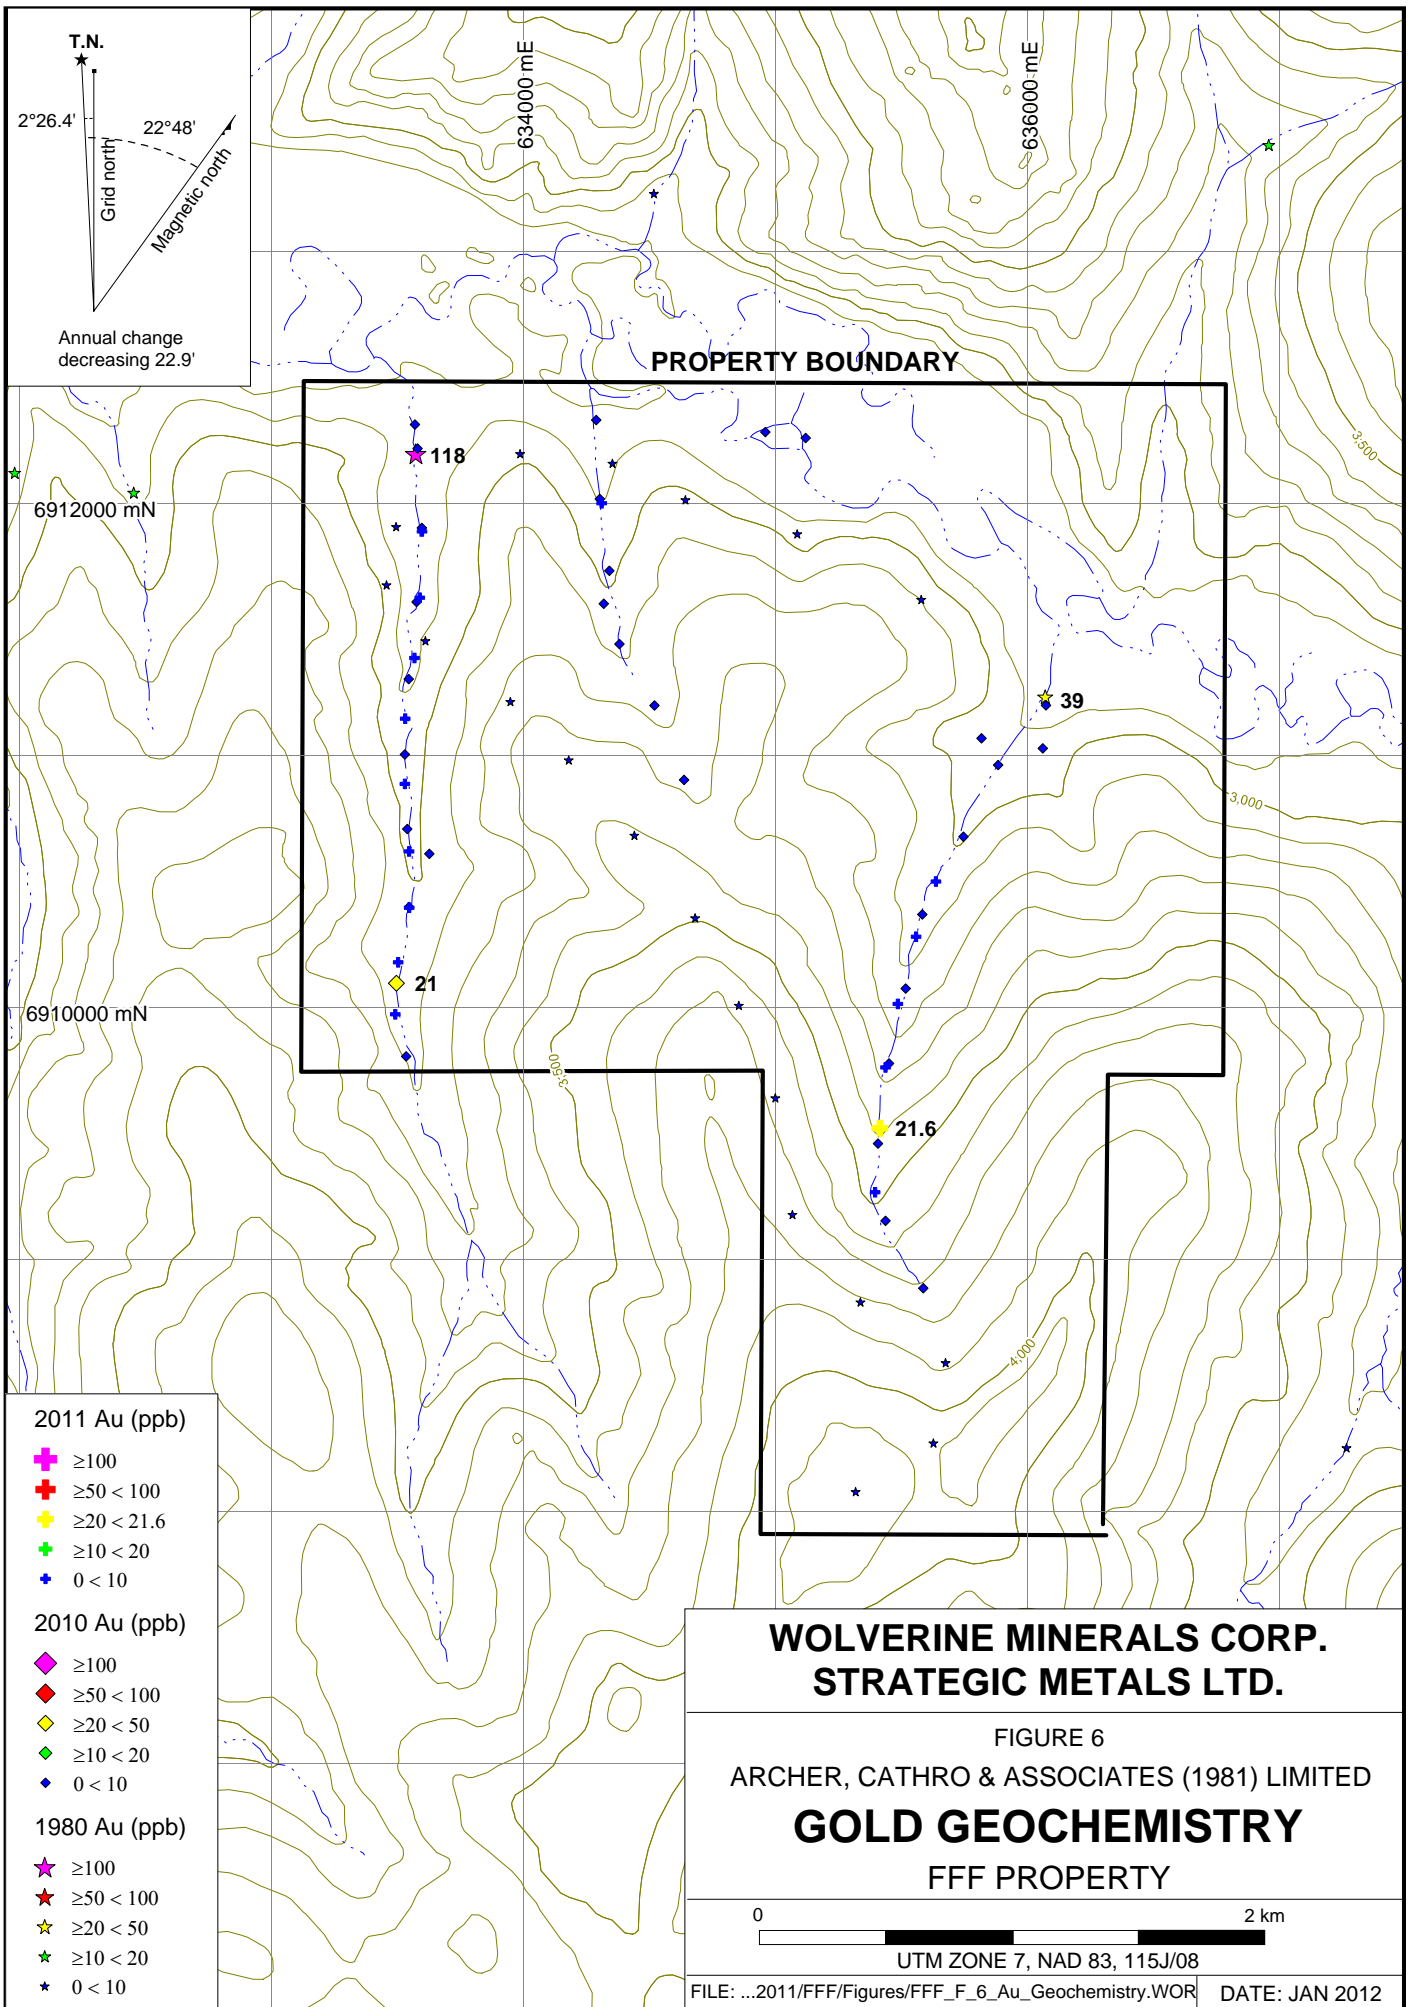 T.N.
2°26.4'
22°48'
Grid north
Magnetic north
Annual change
decreasing 22.9'
634000 mE
636000 mE
PROPERTY BOUNDARY
3,500
118
6912000 mN
39
3,000
21
6910000 mN
3,500
21.6
4,000
2011 Au (ppb)
≥100
≥50 < 100
≥20 < 21.6
≥10 < 20
0 < 10
2010 Au (ppb)
≥100
≥50 < 100
≥20 < 50
≥10 < 20
0 < 10
1980 Au (ppb)
≥100
≥50 < 100
≥20 < 50
≥10 < 20
0 < 10
WOLVERINE MINERALS CORP.
STRATEGIC METALS LTD.
FIGURE 6
ARCHER, CATHRO & ASSOCIATES (1981) LIMITED
GOLD GEOCHEMISTRY
FFF PROPERTY
0 2 km
UTM ZONE 7, NAD 83, 115J/08
FILE: ...2011/FFF/Figures/FFF_F_6_Au_Geochemistry.WOR
DATE: JAN 2012